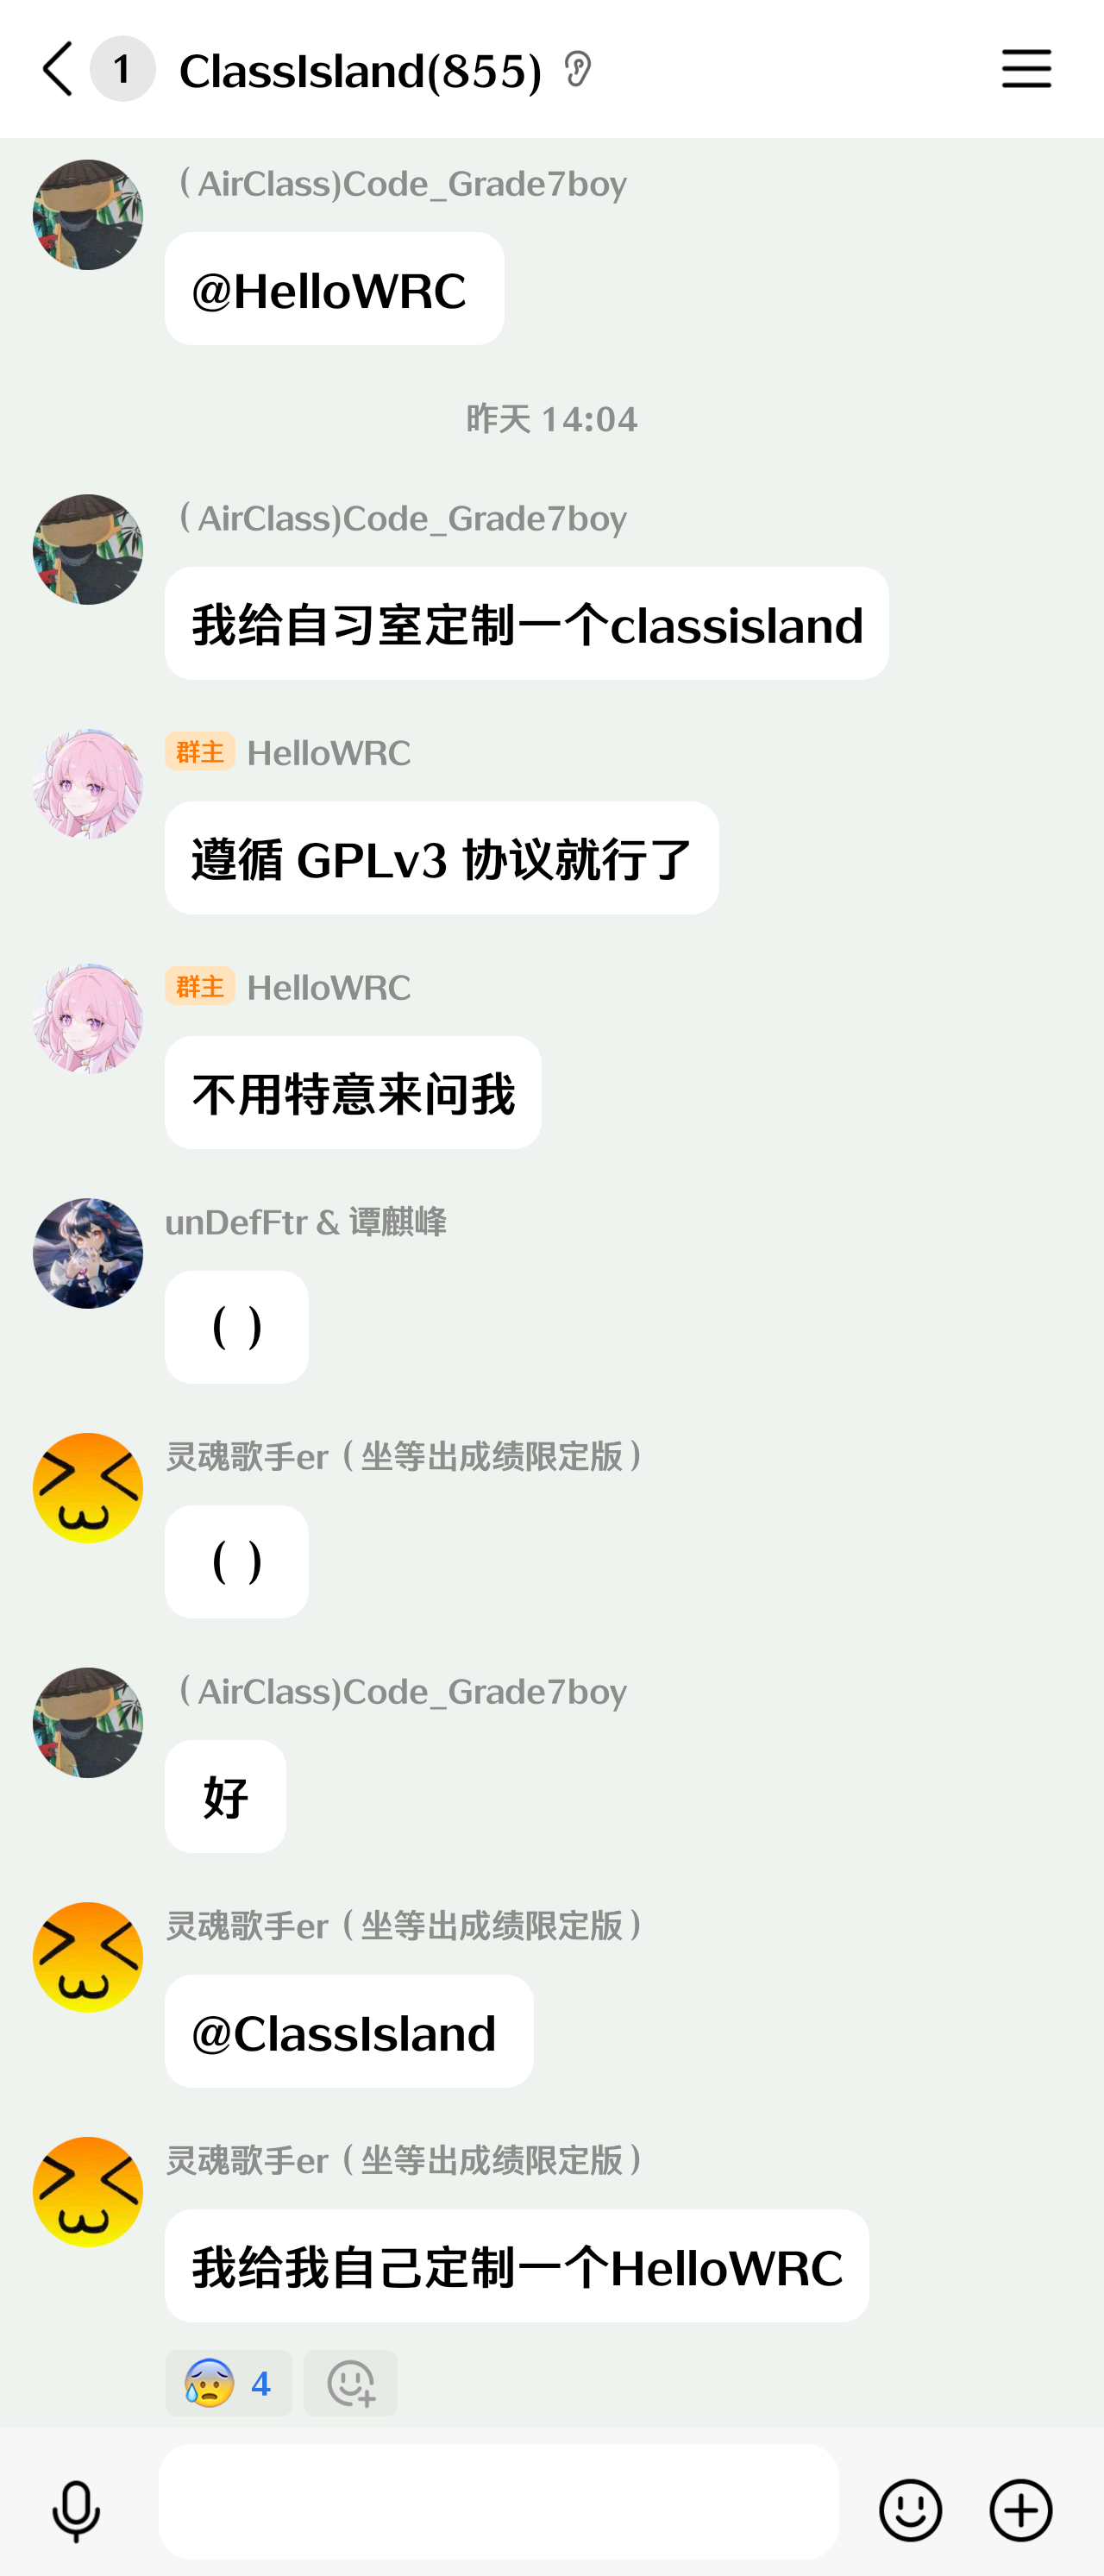 1 ClassIsland(855)
（AirClass)Code_Grade7boy
@HelloWRC
昨天 14:04
（AirClass)Code_Grade7boy
我给自习室定制一个classisland
群主 HelloWRC
遵循 GPLv3 协议就行了
群主 HelloWRC
不用特意来问我
unDefFtr & 谭麒峰
（ ）
灵魂歌手er（坐等出成绩限定版）
（ ）
（AirClass)Code_Grade7boy
好
灵魂歌手er（坐等出成绩限定版）
@ClassIsland
灵魂歌手er（坐等出成绩限定版）
我给我自己定制一个HelloWRC
4